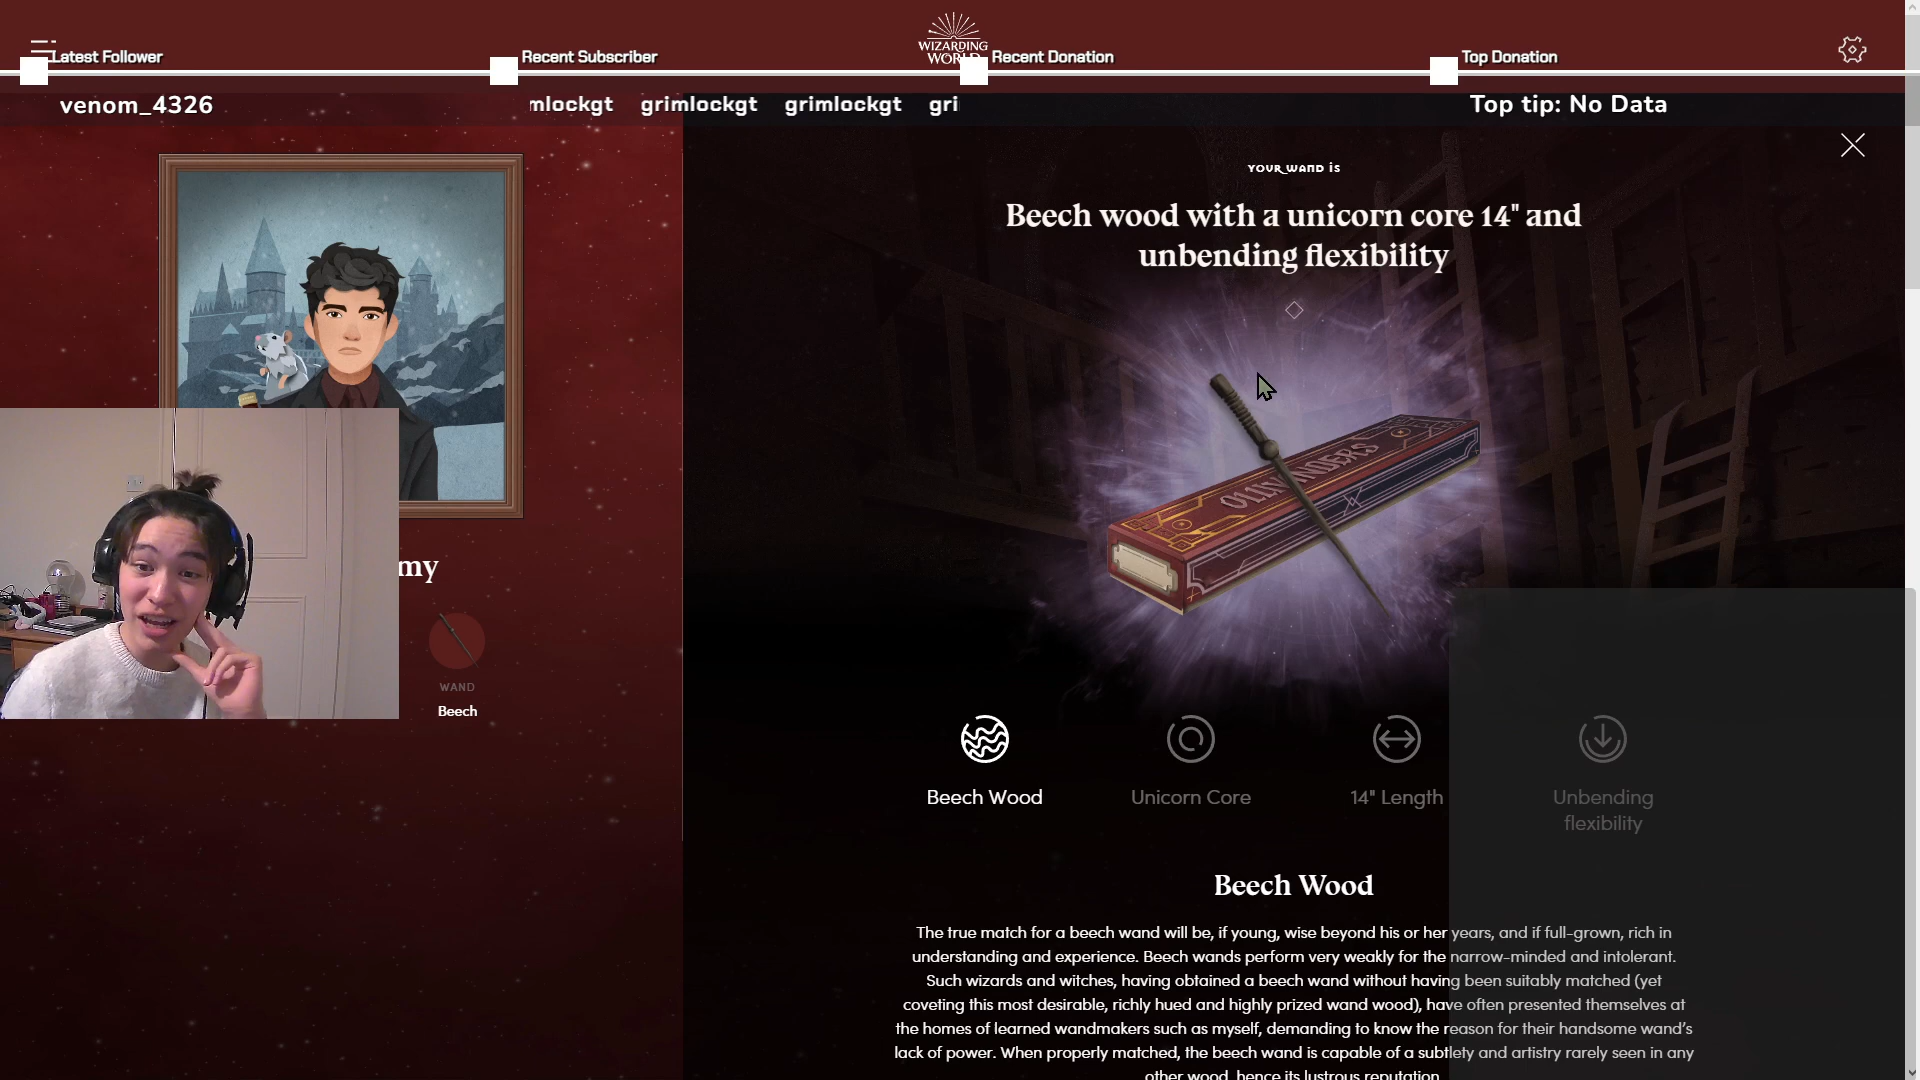 Latest Follower
Recent Subscriber
WIZARDING
WORLD
Recent Donation
Top Donation
venom_4326
mlockgt grimlockgt grimlockgt gri
Top tip: No Data
YOUR WAND IS
Beech wood with a unicorn core 14" and
unbending flexibility
OLLIVANDERS
my
WAND
Beech
Beech Wood
Unicorn Core
14" Length
Unbending
flexibility
Beech Wood
The true match for a beech wand will be, if young, wise beyond his or her years, and if full-grown, rich in
understanding and experience. Beech wands perform very weakly for the narrow-minded and intolerant.
Such wizards and witches, having obtained a beech wand without having been suitably matched (yet
coveting this most desirable, richly hued and highly prized wand wood), have often presented themselves at
the homes of learned wandmakers such as myself, demanding to know the reason for their handsome wand's
lack of power. When properly matched, the beech wand is capable of a subtlety and artistry rarely seen in any
other wood, hence its lustrous reputation.